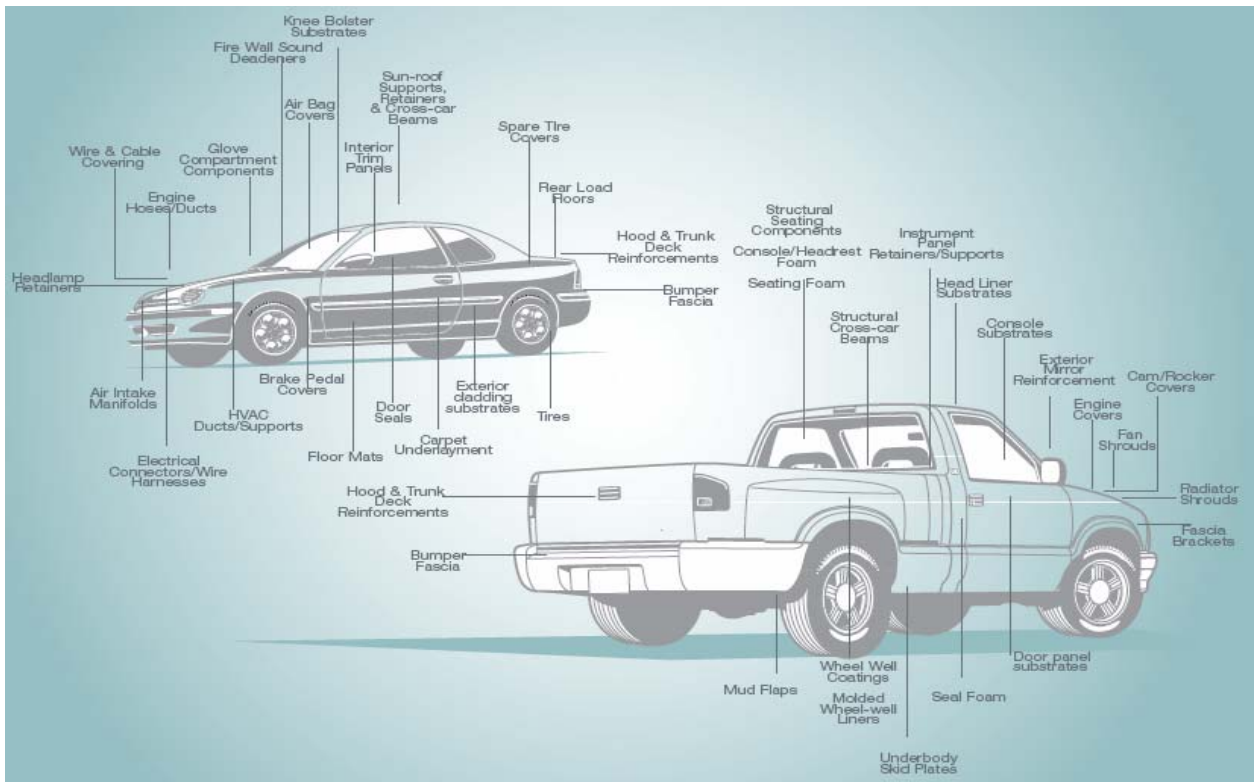 Knee Bolster
Substrates
Fire Wall Sound
Deadeners
Sun-roof
Supports,
Retainers
& Cross-car
Beams
Air Bag
Covers
Spare TIre
Covers
Wire & Cable
Covering
Glove
Compartment
Components
Interior
Trim
Panels
Engine
Hoses/Ducts
Rear Load
Floors
Hood & Trunk
Deck
Reinforcements
Headlamp
Retainers
Bumper
Fascia
Air Intake
Manifolds
Brake Pedal
Covers
HVAC
Ducts/Supports
Door
Seals
Exterior
cladding
substrates
Tires
Electrical
Connectors/Wire
Harnesses
Floor Mats
Carpet
Underlayment
Structural
Seating
Components
Console/Headrest
Foam
Seating Foam
Instrument
Panel
Retainers/Supports
Head Liner
Substrates
Structural
Cross-car
Beams
Console
Substrates
Exterior
Mirror
Reinforcement
Cam/Rocker
Covers
Engine
Covers
Fan
Shrouds
Radiator
Shrouds
Fascia
Brackets
Hood & Trunk
Deck
Reinforcements
Bumper
Fascia
Mud Flaps
Wheel Well
Coatings
Molded
Wheel-well
Liners
Seal Foam
Door panel
substrates
Underbody
Skid Plates